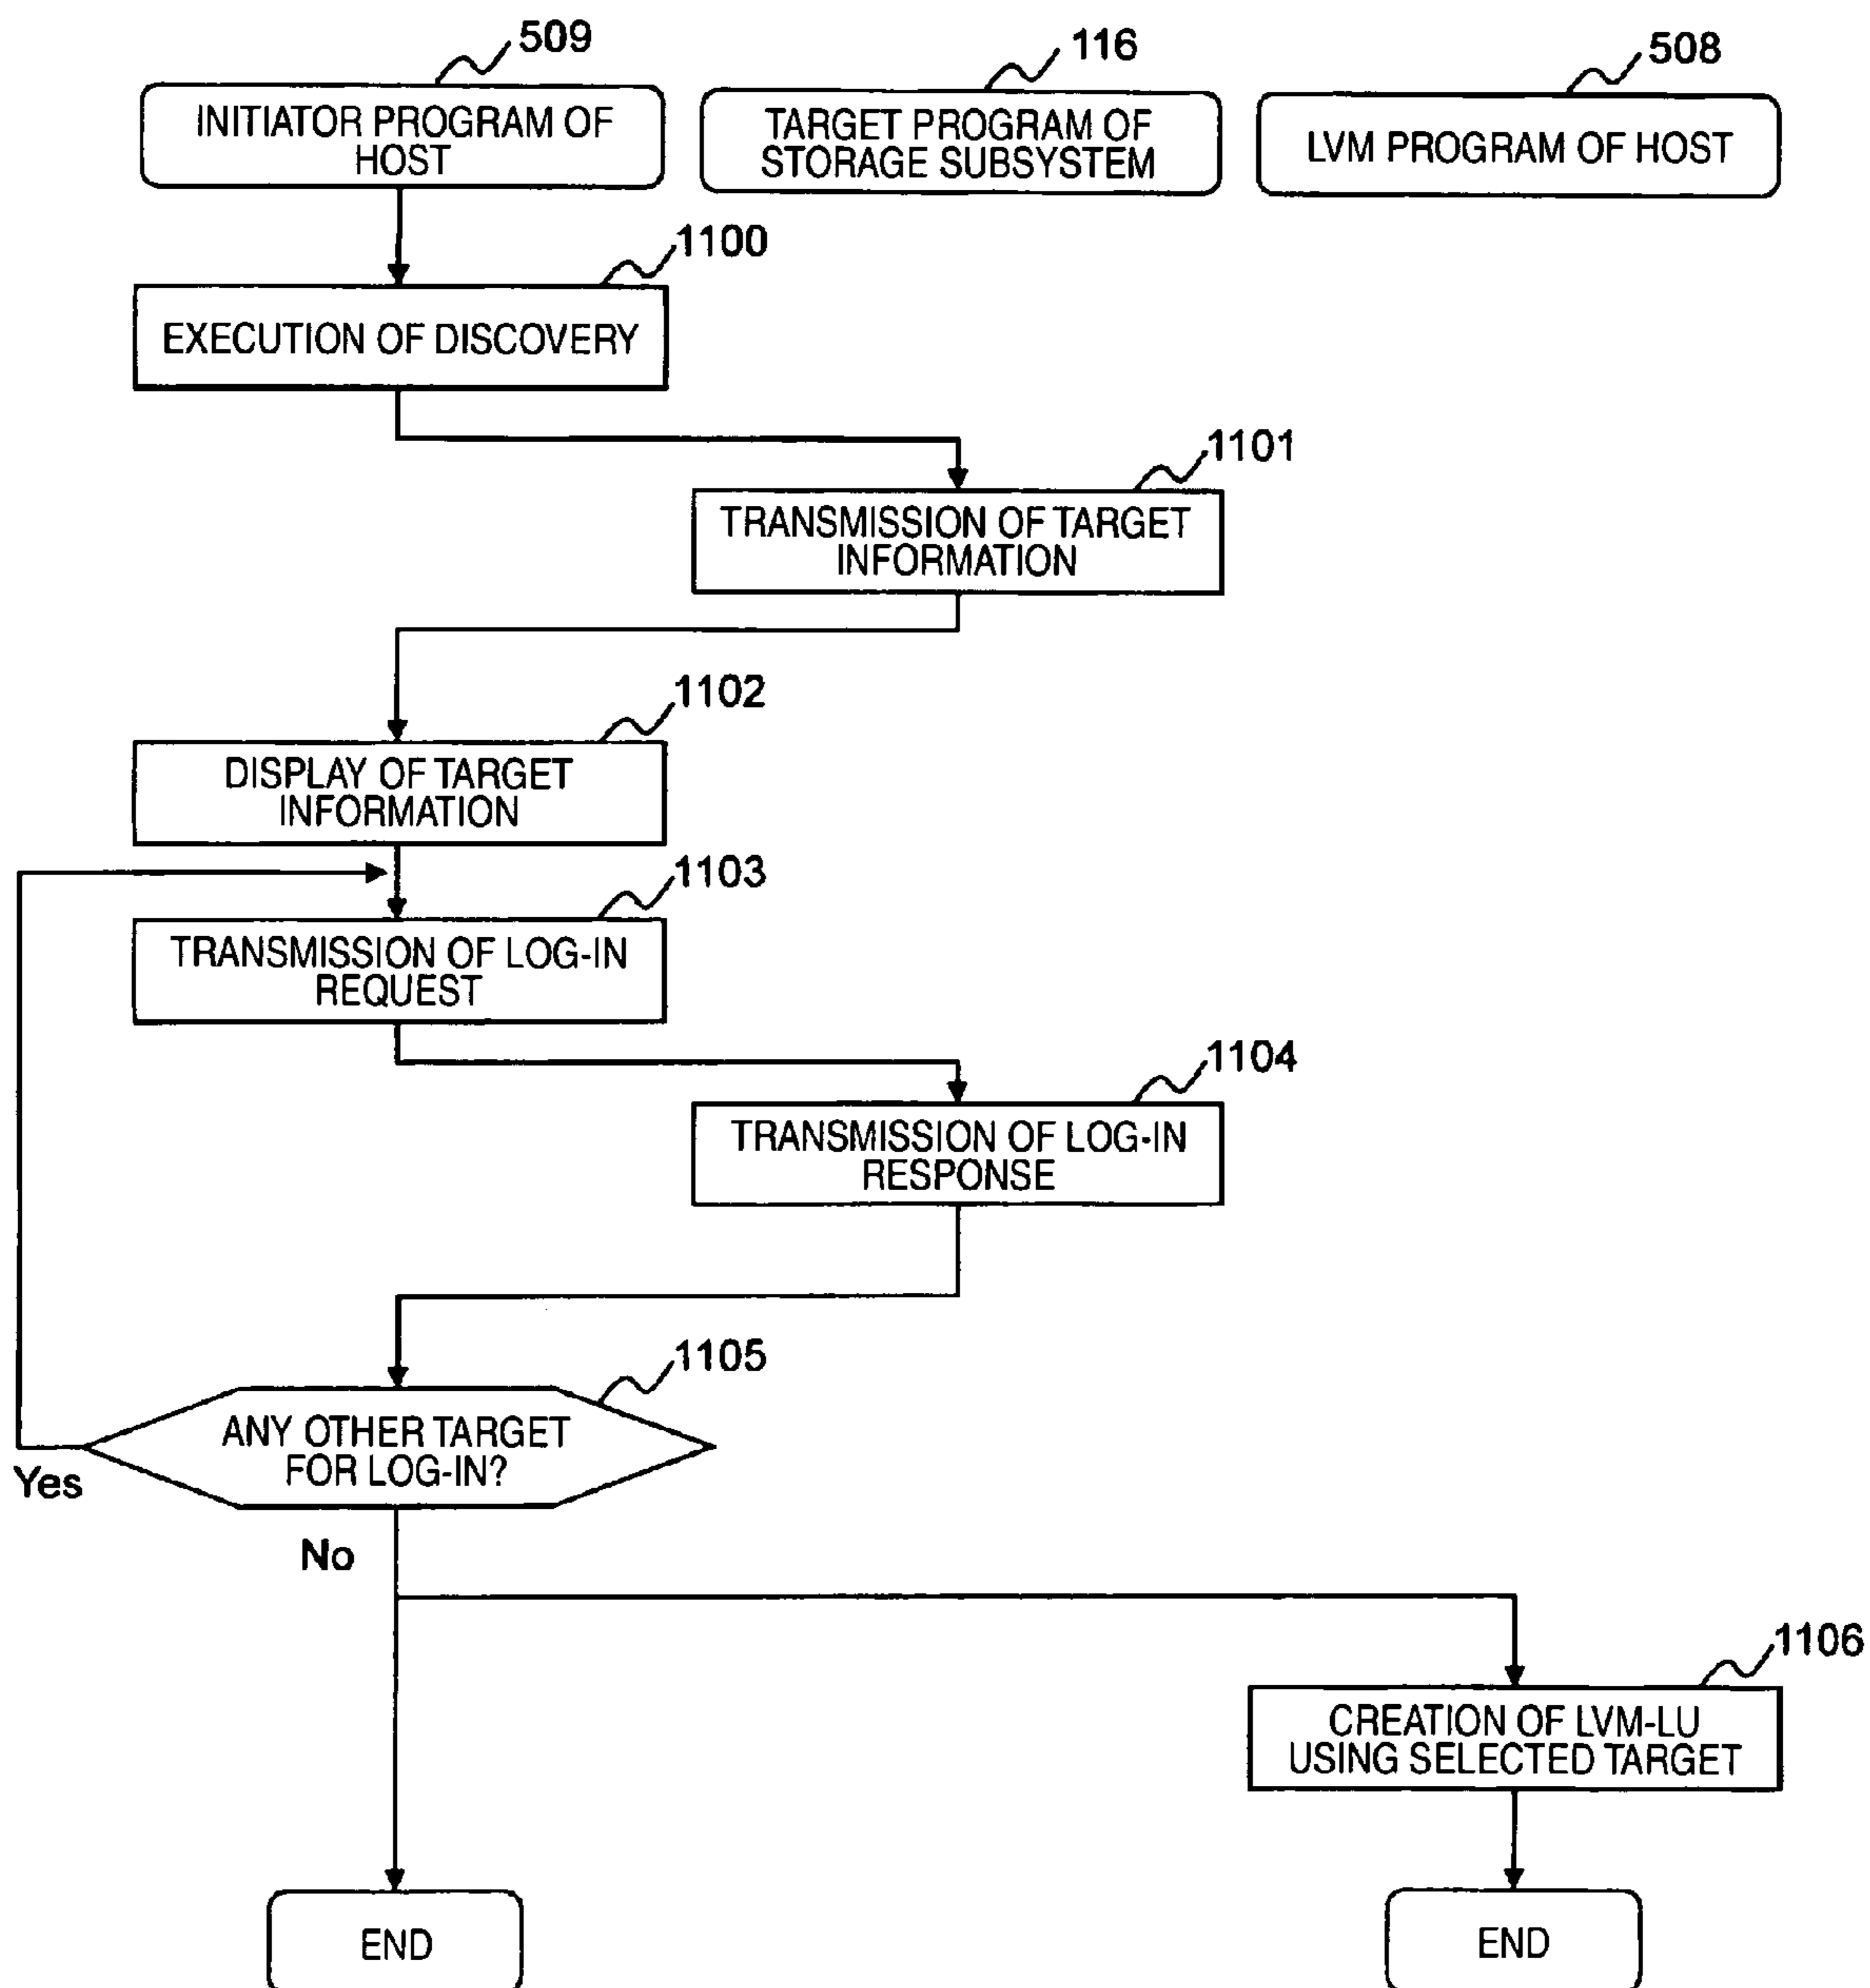 509
116
508
INITIATOR PROGRAM OF
HOST
TARGET PROGRAM OF
STORAGE SUBSYSTEM
LVM PROGRAM OF HOST
1100
EXECUTION OF DISCOVERY
1101
TRANSMISSION OF TARGET
INFORMATION
1102
DISPLAY OF TARGET
INFORMATION
1103
TRANSMISSION OF LOG-IN
REQUEST
1104
TRANSMISSION OF LOG-IN
RESPONSE
1105
ANY OTHER TARGET
FOR LOG-IN?
Yes
No
1106
CREATION OF LVM-LU
USING SELECTED TARGET
END
END